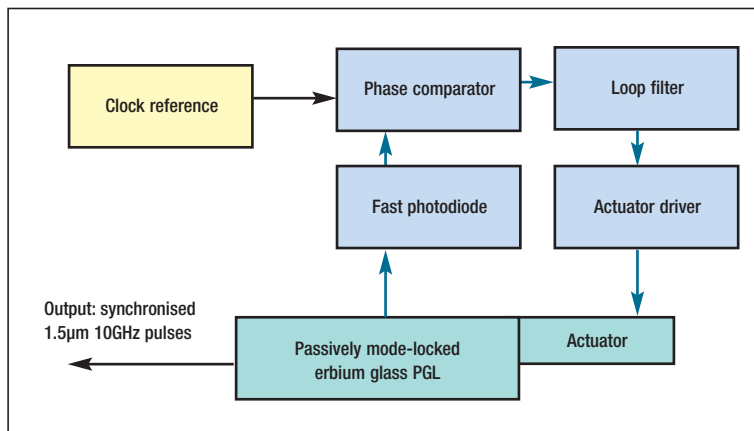 Clock reference
Phase comparator
Loop filter
Fast photodiode
Actuator driver
Output: synchronised
1.5µm 10GHz pulses
Passively mode-locked
erbium glass PGL
Actuator